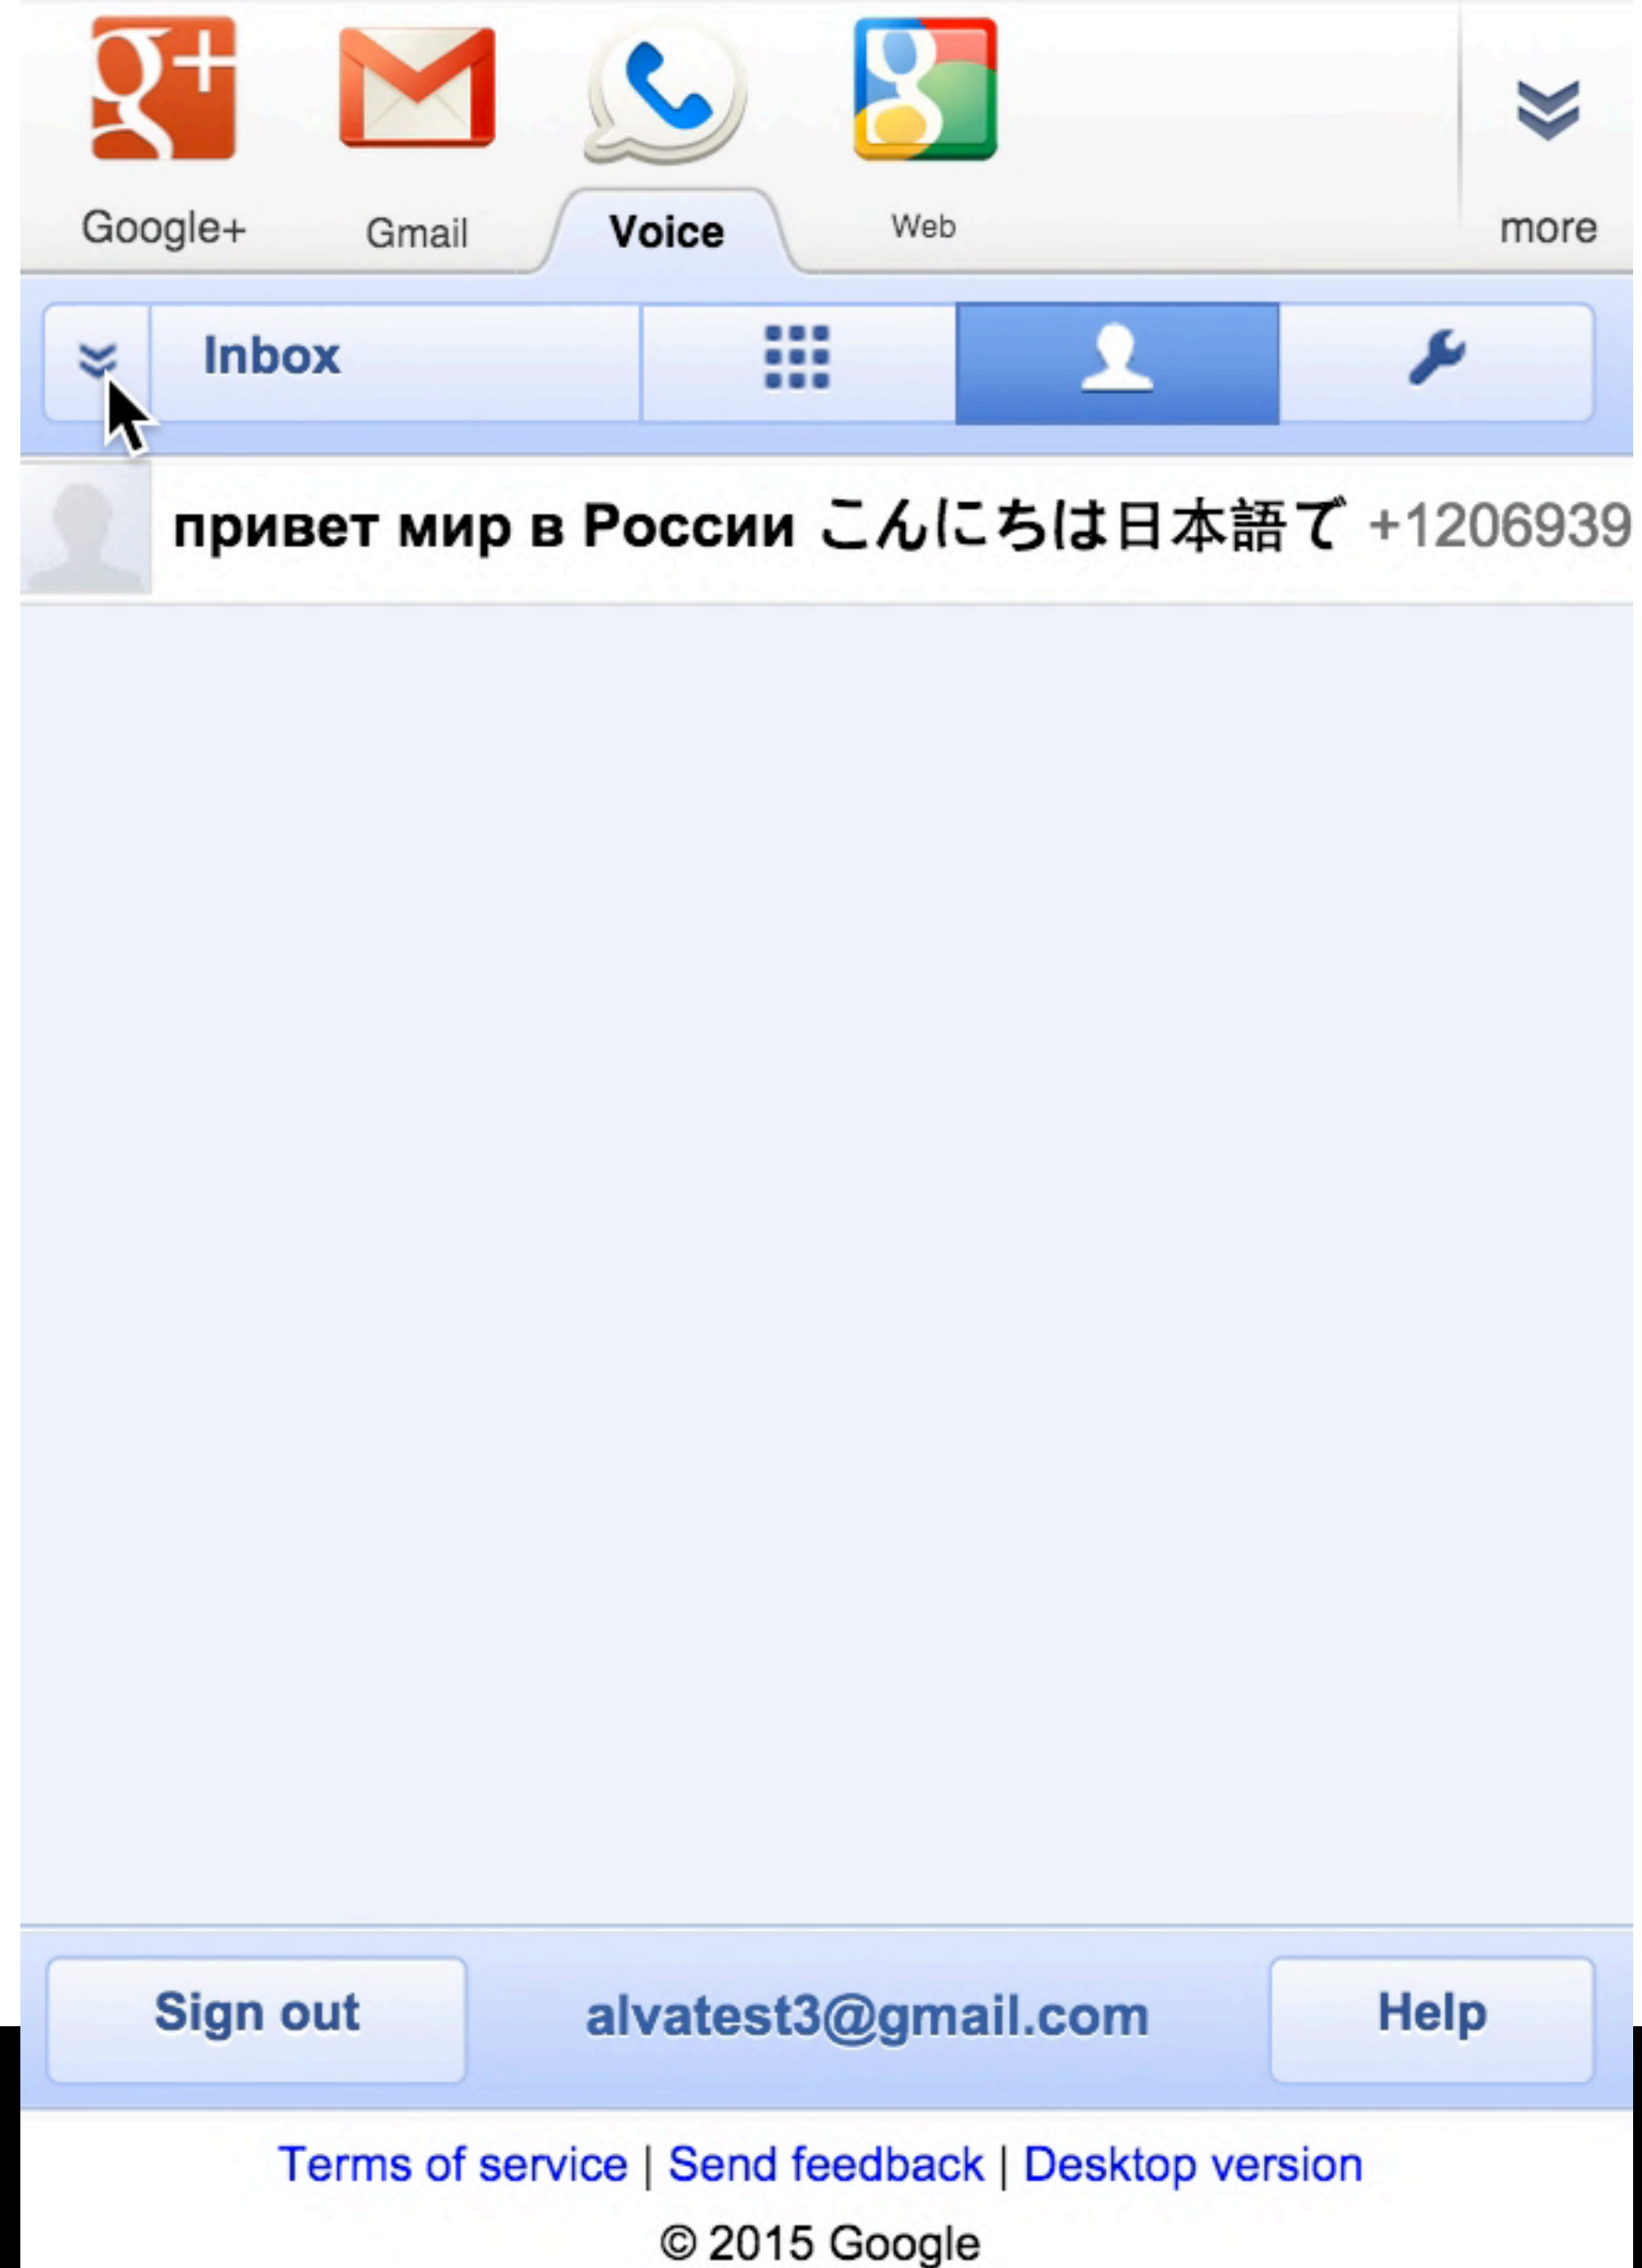 Google+ Gmail Voice Web more
Inbox
привет мир в России こんにちは日本語で +1206939
Sign out alvatest3@gmail.com Help
Terms of service | Send feedback | Desktop version
© 2015 Google